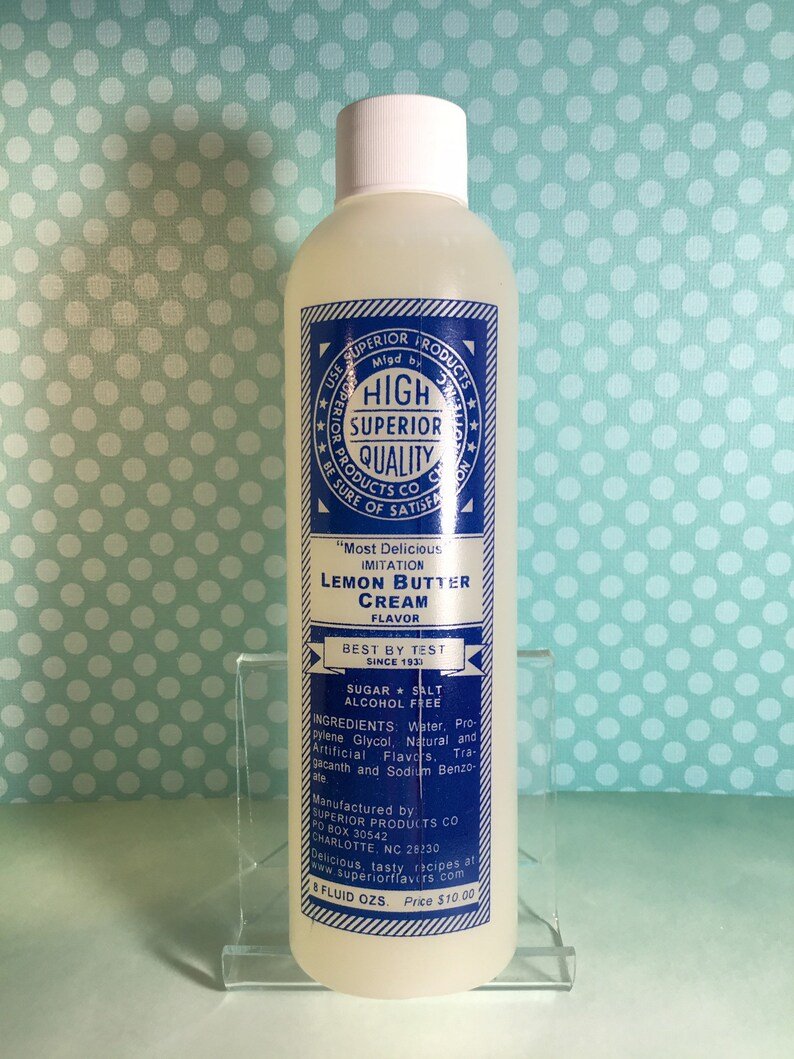 USE SUPERIOR PRODUCTS
Mfgd by
SUPERIOR PRODUCTS CO
HIGH
SUPERIOR
QUALITY
BE SURE OF SATISFACTION
"Most Delicious"
IMITATION
LEMON BUTTER
CREAM
FLAVOR
BEST BY TEST
SINCE 1933
SUGAR ★ SALT
ALCOHOL FREE
INGREDIENTS: Water, Pro-
pylene Glycol, Natural and
Artificial Flavors, Tra-
gacanth and Sodium Benzo-
ate.
Manufactured by:
SUPERIOR PRODUCTS CO
PO BOX 30542
CHARLOTTE, NC 28230
Delicious, tasty recipes at
www.superiorflavors.com
8 FLUID OZS. Price $10.00